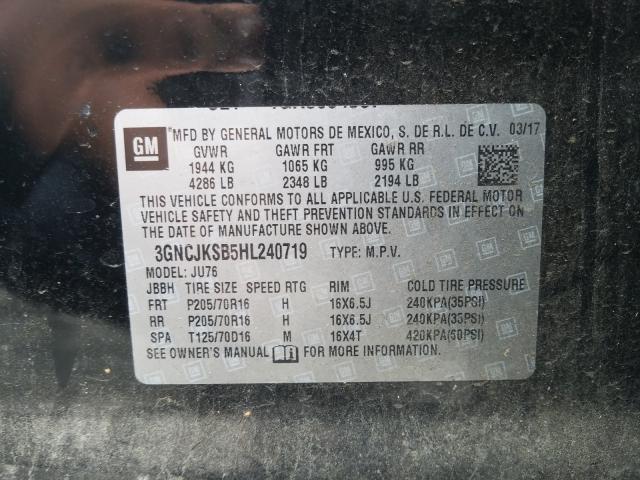 GM MFD BY GENERAL MOTORS DE MEXICO, S. DE R.L. DE C.V. 03/17
GVWR GAWR FRT GAWR RR
1944 KG 1065 KG 995 KG
4286 LB 2348 LB 2194 LB
THIS VEHICLE CONFORMS TO ALL APPLICABLE U.S. FEDERAL MOTOR
VEHICLE SAFETY AND THEFT PREVENTION STANDARDS IN EFFECT ON
THE DATE OF MANUFACTURE SHOWN ABOVE.
3GNCJKSB5HL240719 TYPE: M.P.V.
MODEL: JU76
JBBH TIRE SIZE SPEED RTG RIM COLD TIRE PRESSURE
FRT P205/70R16 H 16X6.5J 240KPA(35PSI)
RR P205/70R16 H 16X6.5J 240KPA(35PSI)
SPA T125/70D16 M 16X4T 420KPA(60PSI)
SEE OWNER'S MANUAL FOR MORE INFORMATION.